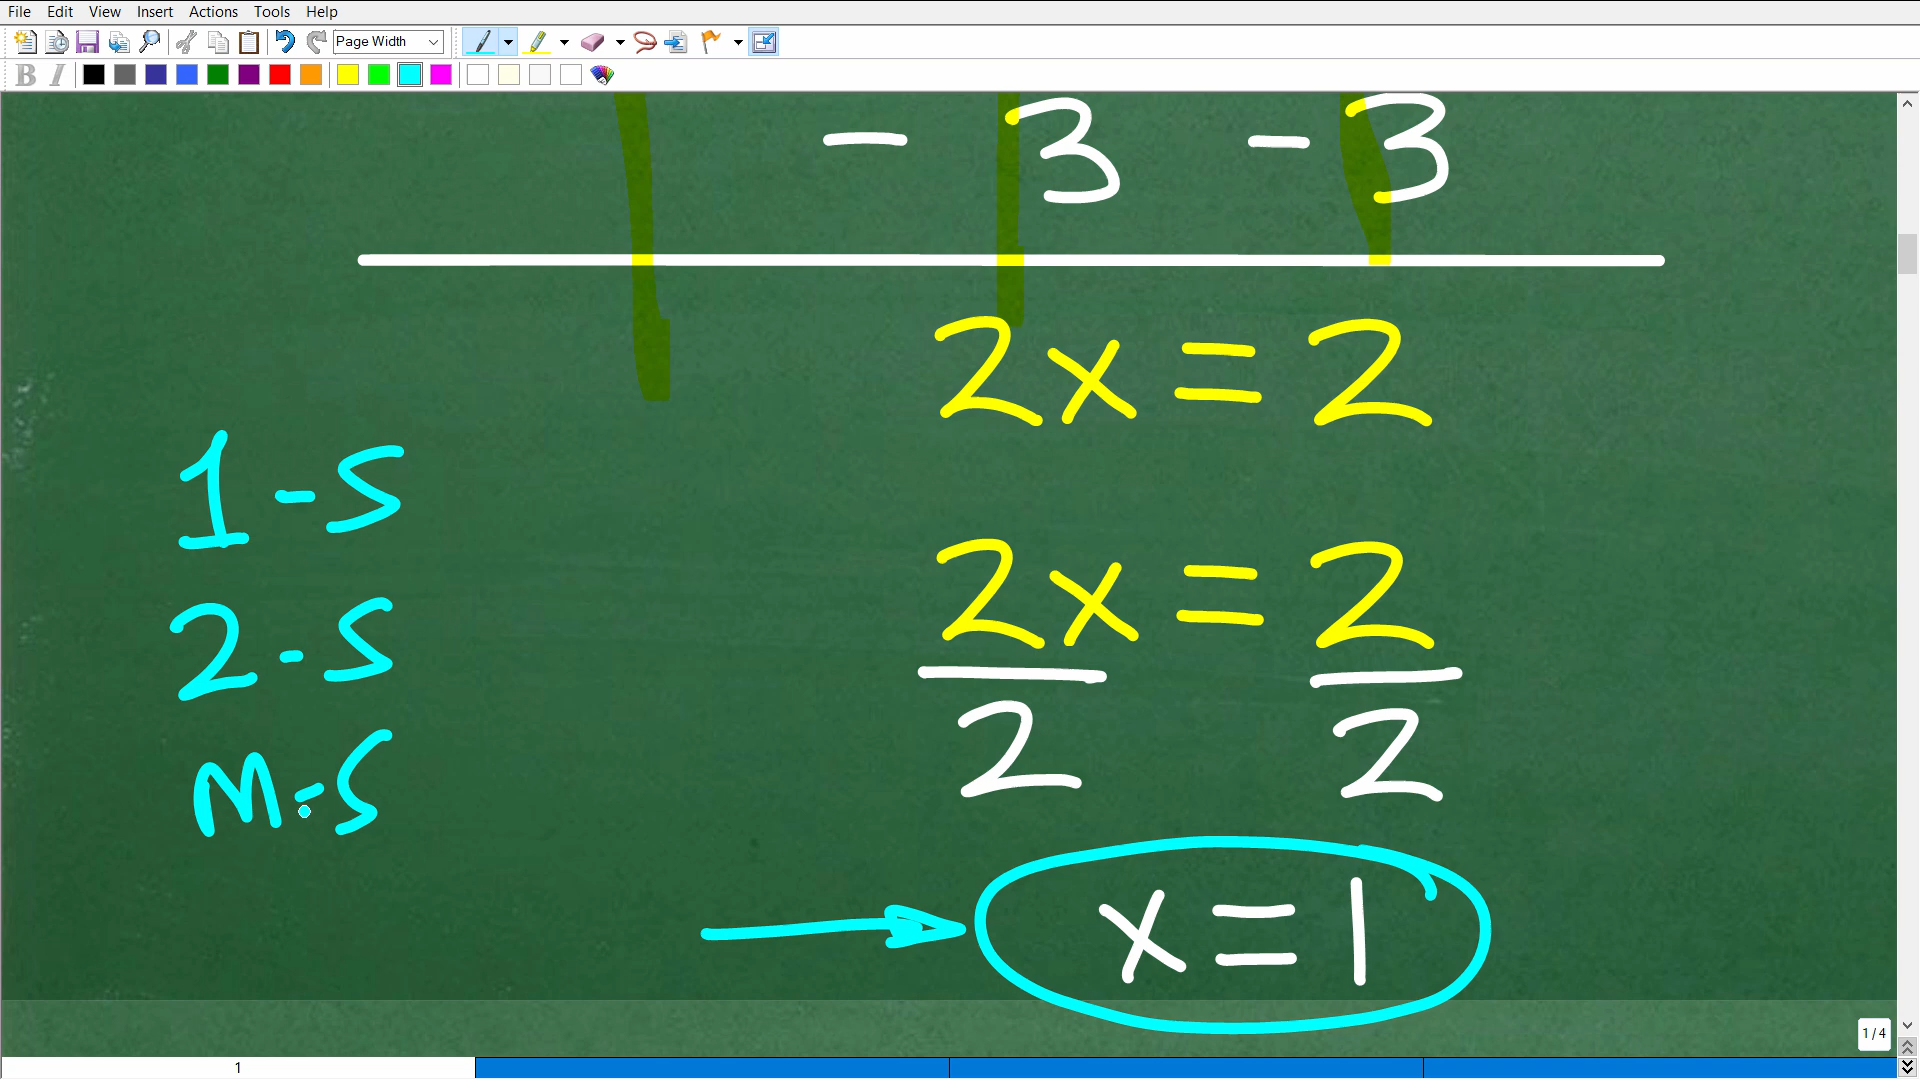 File Edit View Insert Actions Tools Help
Page Width
B I
- 3 - 3
2x = 2
1 - S
2x = 2
2 - S
2 2
M - S
x = 1
1 / 4
1